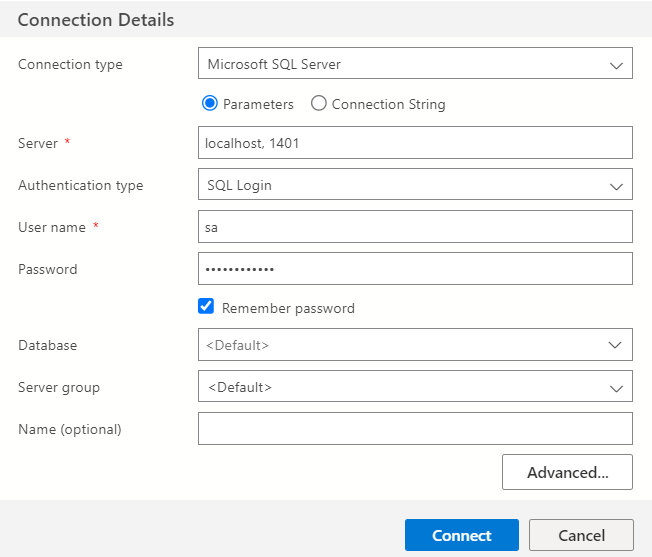 Connection Details
Connection type Microsoft SQL Server
Parameters Connection String
Server * localhost, 1401
Authentication type SQL Login
User name * sa
Password ••••••••••••
Remember password
Database <Default>
Server group <Default>
Name (optional)
Advanced...
Connect Cancel